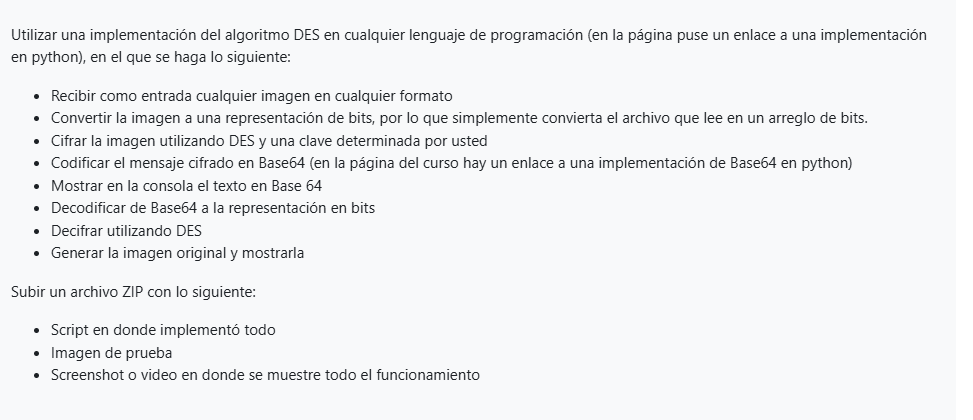 Utilizar una implementación del algoritmo DES en cualquier lenguaje de programación (en la página puse un enlace a una implementación
en python), en el que se haga lo siguiente:
• Recibir como entrada cualquier imagen en cualquier formato
• Convertir la imagen a una representación de bits, por lo que simplemente convierta el archivo que lee en un arreglo de bits.
• Cifrar la imagen utilizando DES y una clave determinada por usted
• Codificar el mensaje cifrado en Base64 (en la página del curso hay un enlace a una implementación de Base64 en python)
• Mostrar en la consola el texto en Base 64
• Decodificar de Base64 a la representación en bits
• Decifrar utilizando DES
• Generar la imagen original y mostrarla
Subir un archivo ZIP con lo siguiente:
• Script en donde implementó todo
• Imagen de prueba
• Screenshot o video en donde se muestre todo el funcionamiento